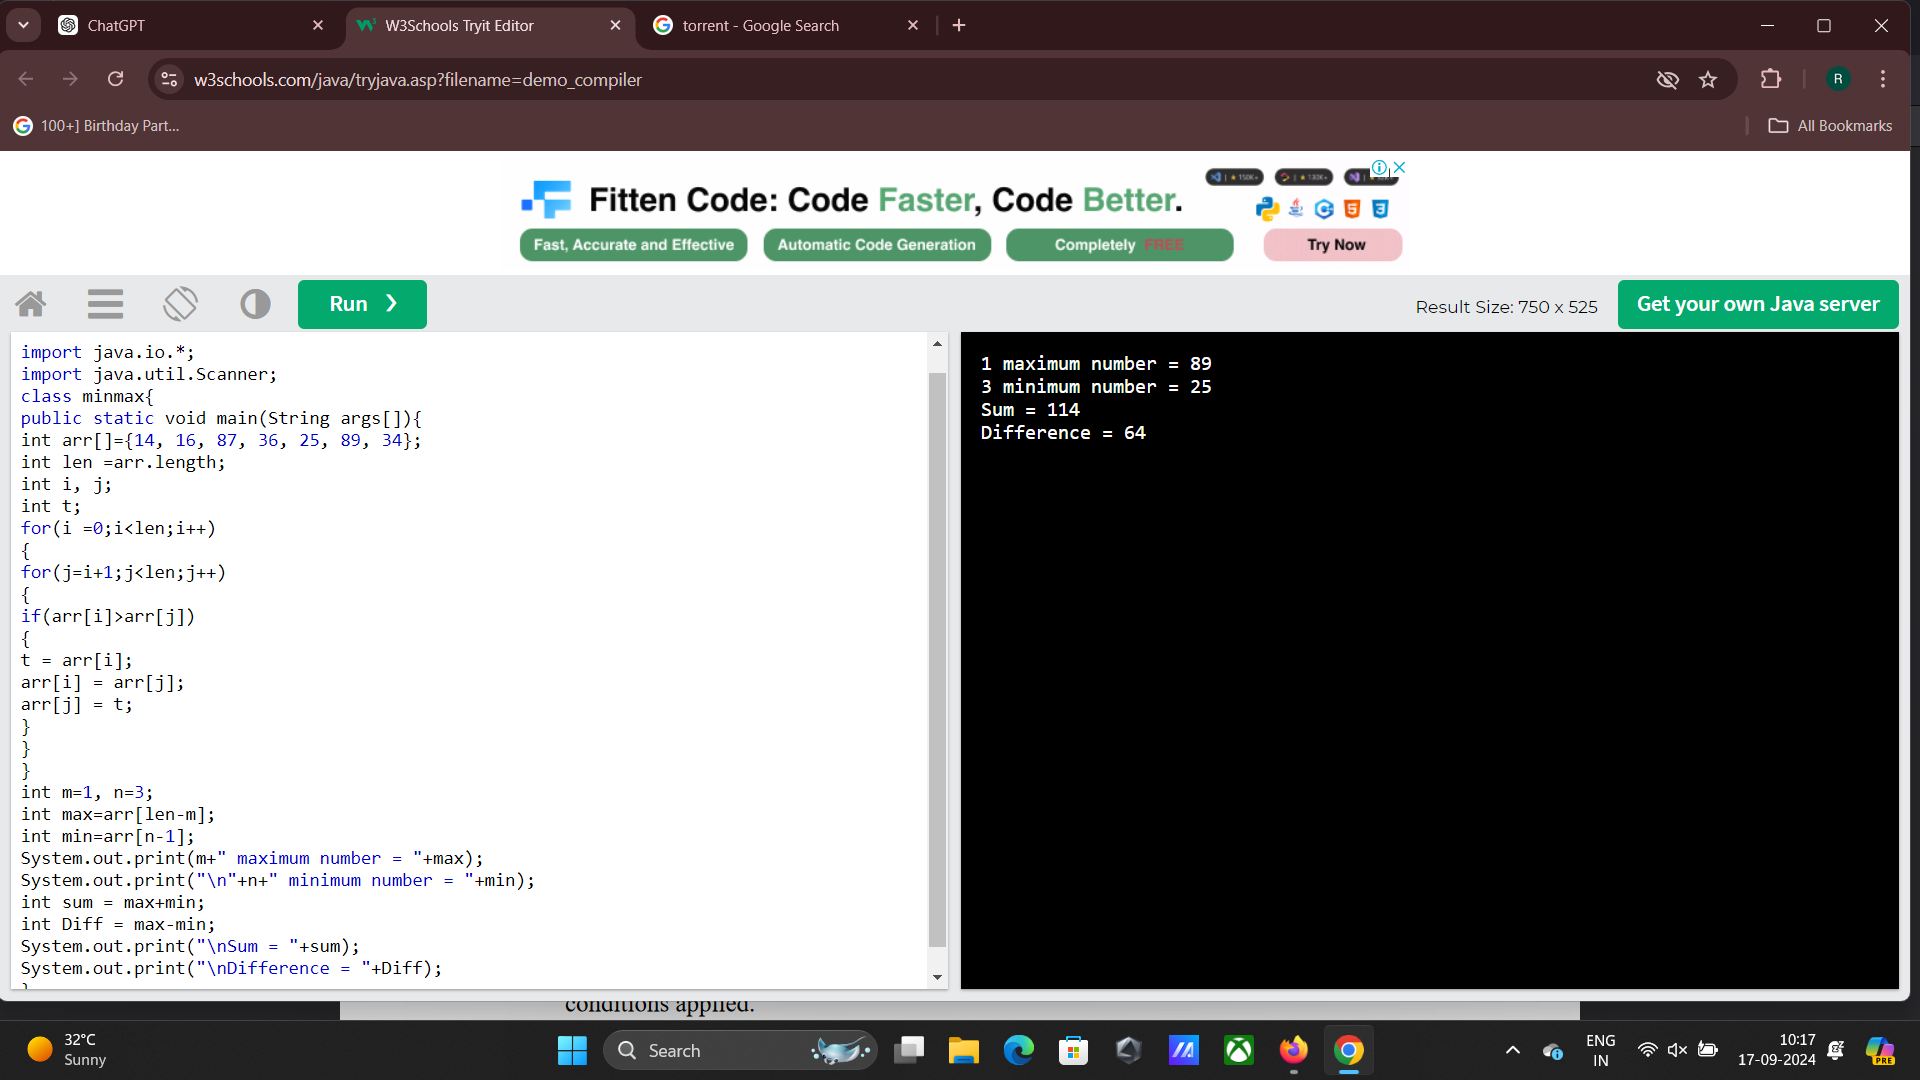 ChatGPT
W3Schools Tryit Editor
torrent - Google Search
w3schools.com/java/tryjava.asp?filename=demo_compiler
R
100+] Birthday Part...
All Bookmarks
Fitten Code: Code Faster, Code Better.
Fast, Accurate and Effective
Automatic Code Generation
Completely FREE
Try Now
Run ❯
Result Size: 750 x 525
Get your own Java server
import java.io.*;
import java.util.Scanner;
class minmax{
public static void main(String args[]){
int arr[]={14, 16, 87, 36, 25, 89, 34};
int len =arr.length;
int i, j;
int t;
for(i =0;i<len;i++)
{
for(j=i+1;j<len;j++)
{
if(arr[i]>arr[j])
{
t = arr[i];
arr[i] = arr[j];
arr[j] = t;
}
}
}
int m=1, n=3;
int max=arr[len-m];
int min=arr[n-1];
System.out.print(m+" maximum number = "+max);
System.out.print("\n"+n+" minimum number = "+min);
int sum = max+min;
int Diff = max-min;
System.out.print("\nSum = "+sum);
System.out.print("\nDifference = "+Diff);
}
1 maximum number = 89
3 minimum number = 25
Sum = 114
Difference = 64
conditions applied.
32°C
Sunny
Search
ENG
IN
10:17
17-09-2024
PRE